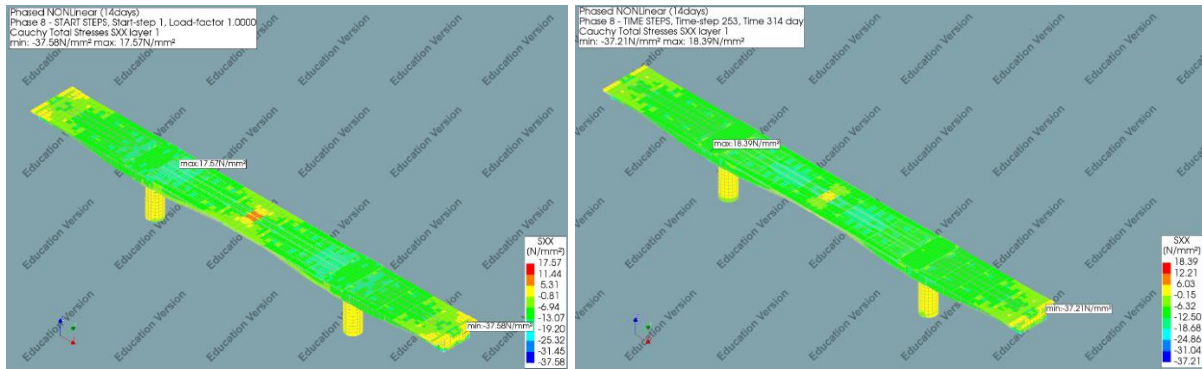 Phased NONLinear (14days)
Phase 8 - START STEPS, Start-step 1, Load-factor 1.0000
Cauchy Total Stresses SXX layer 1
min: -37.58N/mm² max: 17.57N/mm²
max:17.57N/mm²
min:-37.58N/mm²
SXX
(N/mm²)
17.57
11.44
5.31
-0.81
-6.94
-13.07
-19.20
-25.32
-31.45
-37.58
Education Version
Phased NONLinear (14days)
Phase 8 - TIME STEPS, Time-step 253, Time 314 day
Cauchy Total Stresses SXX layer 1
min: -37.21N/mm² max: 18.39N/mm²
max:18.39N/mm²
min:-37.21N/mm²
SXX
(N/mm²)
18.39
12.21
6.03
-0.15
-6.32
-12.50
-18.68
-24.86
-31.04
-37.21
Education Version